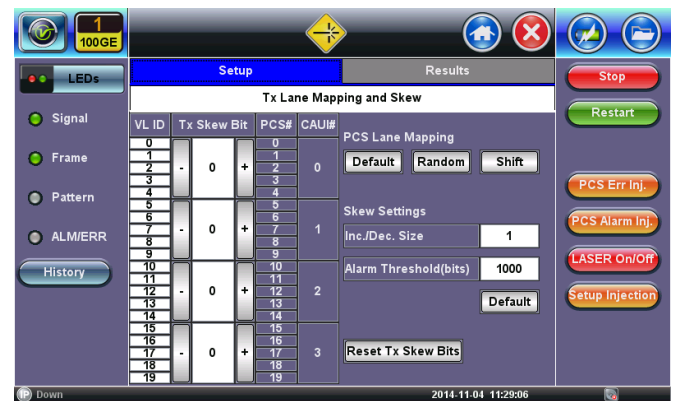 1
100GE
LEDs
Signal
Frame
Pattern
ALM/ERR
History
Setup
Results
Tx Lane Mapping and Skew
VL ID Tx Skew Bit PCS# CAUI#
0 0
1 1
2 - 0 + 2 0
3 3
4 4
5 5
6 6
7 - 0 + 7 1
8 8
9 9
10 10
11 11
12 - 0 + 12 2
13 13
14 14
15 15
16 16
17 - 0 + 17 3
18 18
19 19
PCS Lane Mapping
Default Random Shift
Skew Settings
Inc./Dec. Size 1
Alarm Threshold(bits) 1000
Default
Reset Tx Skew Bits
Stop
Restart
PCS Err Inj.
PCS Alarm Inj.
LASER On/Off
Setup Injection
IP Down
2014-11-04 11:29:06